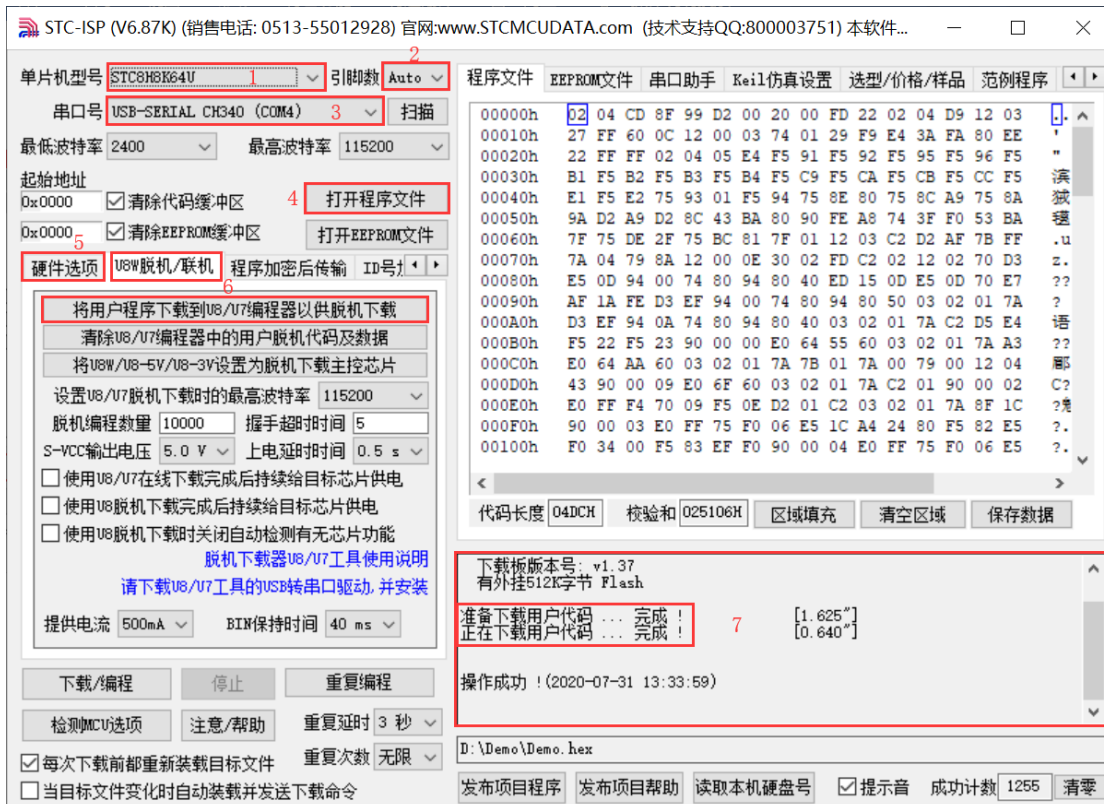 STC-ISP (V6.87K) (销售电话: 0513-55012928) 官网:www.STCMCUDATA.com (技术支持QQ:800003751) 本软件...
单片机型号 STC8H8K64U 1 引脚数 Auto 2
串口号 USB-SERIAL CH340 (COM4) 3 扫描
最低波特率 2400 最高波特率 115200
起始地址
0x0000 清除代码缓冲区 4 打开程序文件
0x0000 清除EEPROM缓冲区 打开EEPROM文件
5
硬件选项 U8W脱机/联机 程序加密后传输 ID号
6
将用户程序下载到U8/U7编程器以供脱机下载
清除U8/U7编程器中的用户脱机代码及数据
将U8W/U8-5V/U8-3V设置为脱机下载主控芯片
设置U8/U7脱机下载时的最高波特率 115200
脱机编程数量 10000 握手超时时间 5
S-VCC输出电压 5.0 V 上电延时时间 0.5 s
使用U8/U7在线下载完成后持续给目标芯片供电
使用U8脱机下载完成后持续给目标芯片供电
使用U8脱机下载时关闭自动检测有无芯片功能
脱机下载器U8/U7工具使用说明
请下载U8/U7工具的USB转串口驱动,并安装
提供电流 500mA BIN保持时间 40 ms
下载/编程 停止 重复编程
检测MCU选项 注意/帮助 重复延时 3 秒
重复次数 无限
每次下载前都重新装载目标文件
当目标文件变化时自动装载并发送下载命令
程序文件 EEPROM文件 串口助手 Keil仿真设置 选型/价格/样品 范例程序
00000h 02 04 CD 8F 99 D2 00 20 00 FD 22 02 04 D9 12 03 ..
00010h 27 FF 60 0C 12 00 03 74 01 29 F9 E4 3A FA 80 EE '
00020h 22 FF FF 02 04 05 E4 F5 91 F5 92 F5 95 F5 96 F5 "
00030h B1 F5 B2 F5 B3 F5 B4 F5 C9 F5 CA F5 CB F5 CC F5
00040h E1 F5 E2 75 93 01 F5 94 75 8E 80 75 8C A9 75 8A
00050h 9A D2 A9 D2 8C 43 BA 80 90 FE A8 74 3F F0 53 BA
00060h 7F 75 DE 2F 75 BC 81 7F 01 12 03 C2 D2 AF 7B FF .u
00070h 7A 04 79 8A 12 00 0E 30 02 FD C2 02 12 02 70 D3 z.
00080h E5 0D 94 00 74 80 94 80 40 ED 15 0D E5 0D 70 E7 ??
00090h AF 1A FE D3 EF 94 00 74 80 94 80 50 03 02 01 7A ?
000A0h D3 EF 94 0A 74 80 94 80 40 03 02 01 7A C2 D5 E4 语
000B0h F5 22 F5 23 90 00 00 E0 64 55 60 03 02 01 7A A3 ??
000C0h E0 64 AA 60 03 02 01 7A 7B 01 7A 00 79 00 12 04
000D0h 43 90 00 09 E0 6F 60 03 02 01 7A C2 01 90 00 02 C?
000E0h E0 FF F4 70 09 F5 0E D2 01 C2 03 02 01 7A 8F 1C
000F0h 90 00 03 E0 FF 75 F0 06 E5 1C A4 24 80 F5 82 E5 ?.
00100h F0 34 00 F5 83 EF F0 90 00 04 E0 FF 75 F0 06 E5 ?.
代码长度 04DCH 校验和 025106H 区域填充 清空区域 保存数据
下载板版本号: v1.37
有外挂512K字节 Flash
准备下载用户代码 ... 完成 ! [1.625"]
正在下载用户代码 ... 完成 ! [0.640"]
7
操作成功 !(2020-07-31 13:33:59)
D:\Demo\Demo.hex
发布项目程序 发布项目帮助 读取本机硬盘号 提示音 成功计数 1255 清零